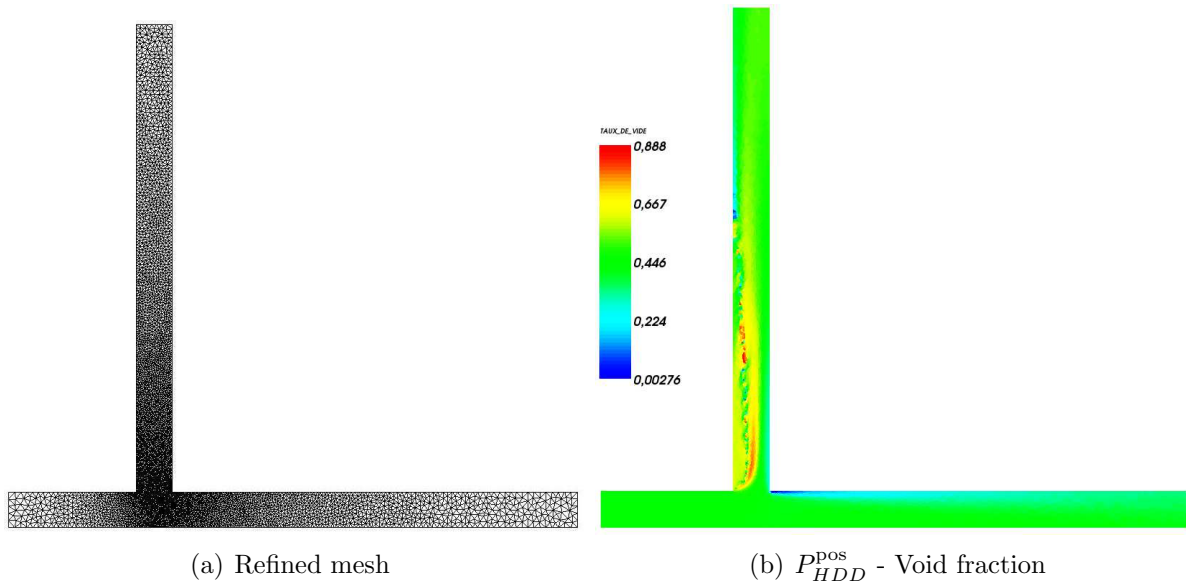 TAUX_DE_VIDE
0,888
0,667
0,446
0,224
0,00276
(a) Refined mesh
(b) $P_{HDD}^{\text{pos}}$ - Void fraction